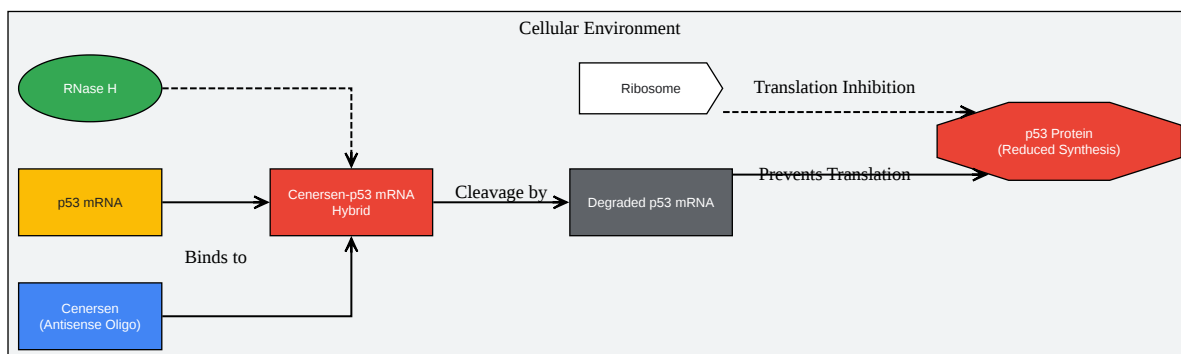 Cellular Environment
RNase H
Ribosome
Translation Inhibition
p53 Protein
(Reduced Synthesis)
p53 mRNA
Cenersen-p53 mRNA
Hybrid
Cleavage by
Degraded p53 mRNA
Prevents Translation
Binds to
Cenersen
(Antisense Oligo)